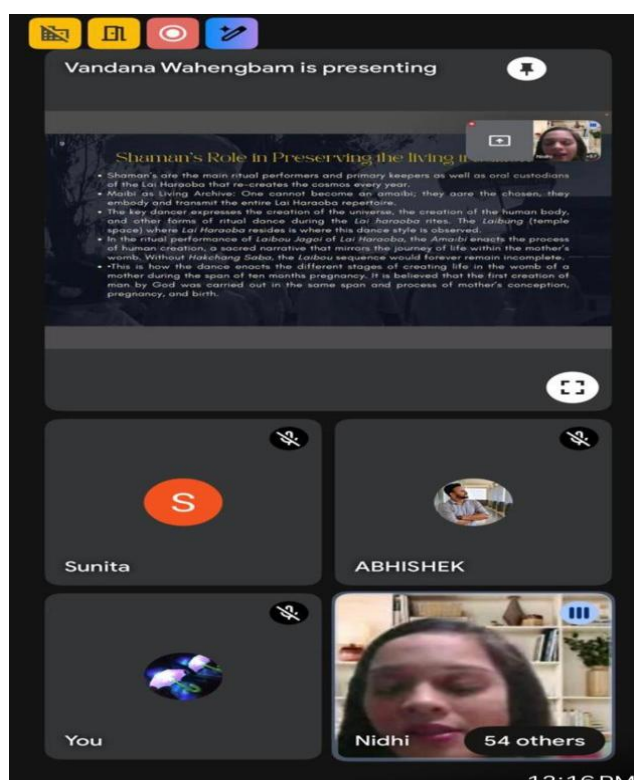 Vandana Wahengbam is presenting
Shaman's Role in Preserving the living
• Shaman's are the main ritual performers and primary keepers as well as oral custodians
of the Lai Haraoba that re-creates the cosmos every year.
• Maibi as Living Archive: One cannot become an amaibi; they aare the chosen, they
embody and transmit the entire Lai Haraoba repertoire.
• The key dancer expresses the creation of the universe, the creation of the human body,
and other forms of ritual dance during the Lai haraoba rites. The Laibung (temple
space) where Lai Haraoba resides is where this dance style is observed.
• In the ritual performance of Laibou Jagoi of Lai Haraoba, the Amaibi enacts the process
of human creation, a sacred narrative that mirrors the journey of life within the mother's
womb. Without Hakchang Saba, the Laibou sequence would forever remain incomplete.
• •This is how the dance enacts the different stages of creating life in the womb of a
mother during the span of ten months pregnancy. It is believed that the first creation of
man by God was carried out in the same span and process of mother's conception,
pregnancy, and birth.
Nidhi
S
Sunita
ABHISHEK
You
Nidhi
54 others
12:16 PM